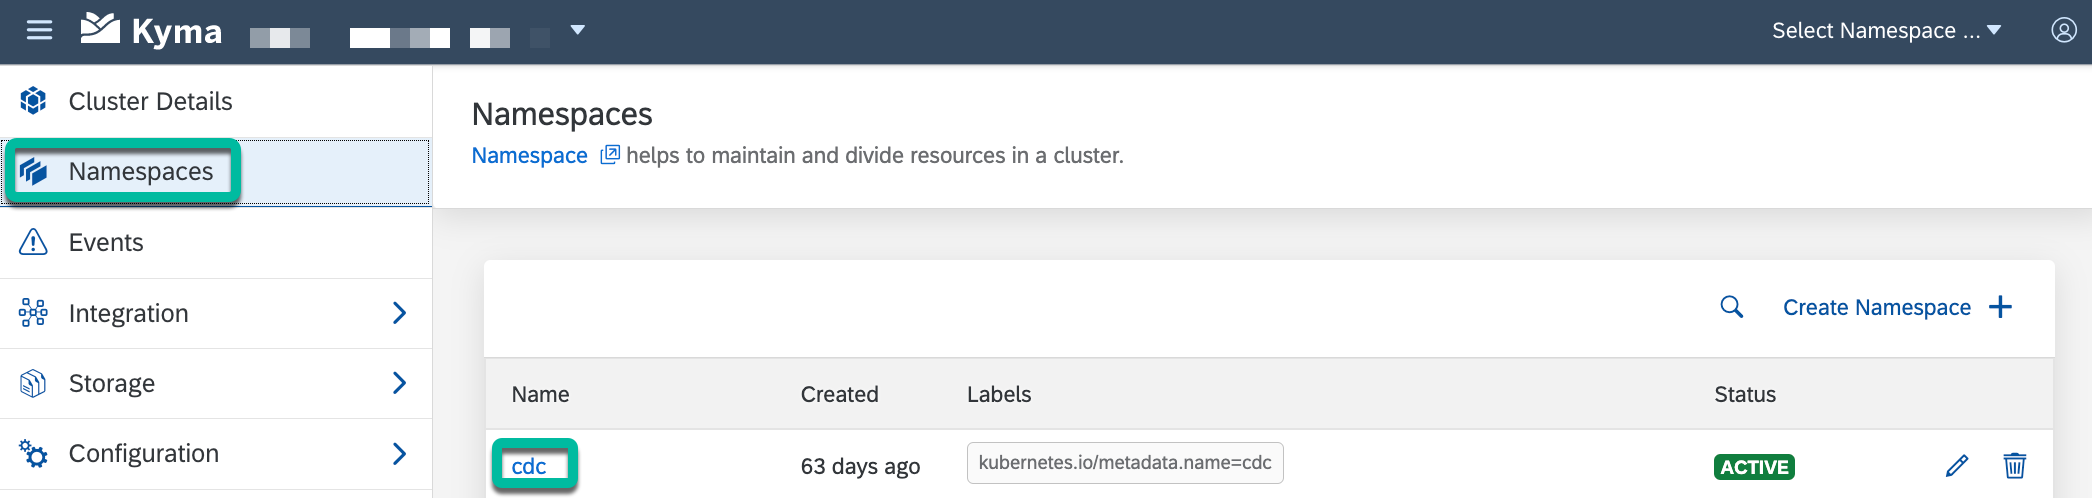 Kyma
Select Namespace ...
Cluster Details
Namespaces
Events
Integration
Storage
Configuration
Namespaces
Namespace helps to maintain and divide resources in a cluster.
Create Namespace
Name Created Labels Status
cdc 63 days ago kubernetes.io/metadata.name=cdc ACTIVE